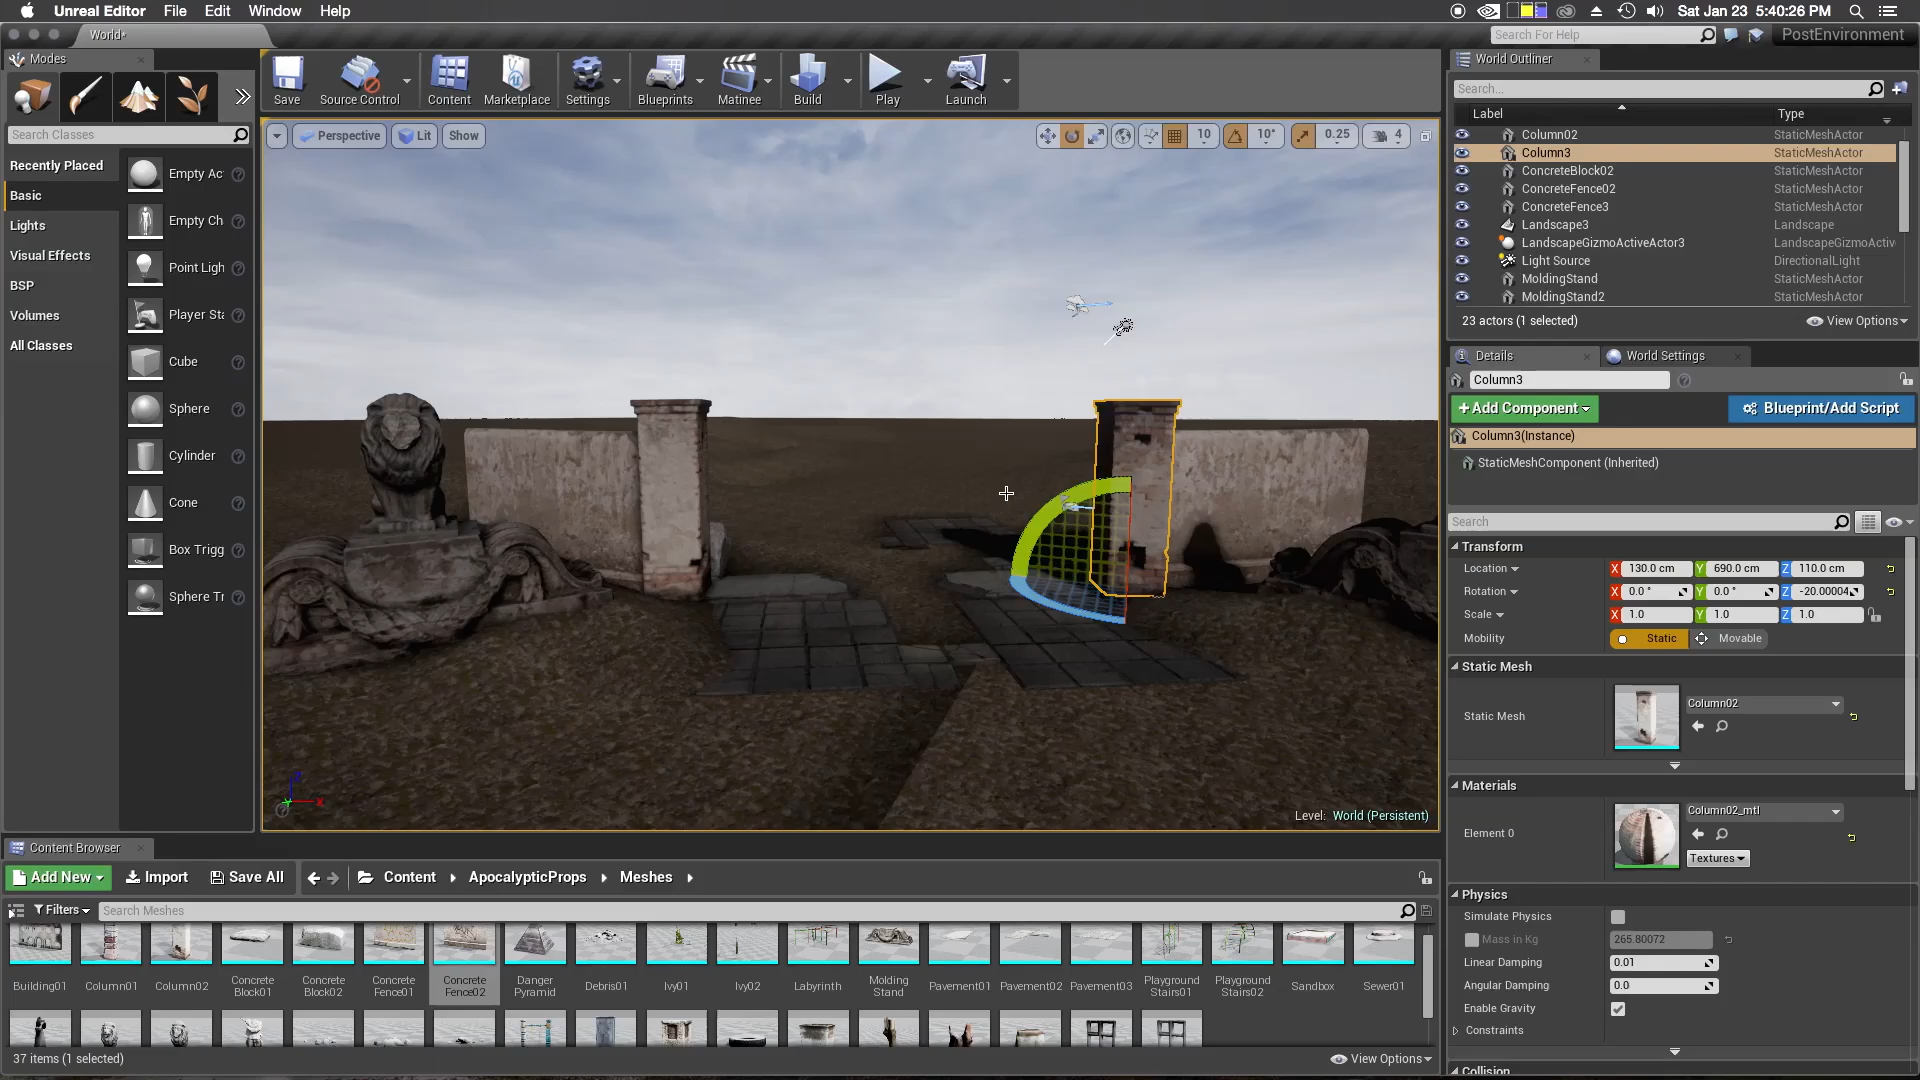 Unreal Editor File Edit Window Help
Sat Jan 23 5:40:26 PM
World*
Search For Help
PostEnvironment
Modes
Save
Source Control
Content
Marketplace
Settings
Blueprints
Matinee
Build
Play
Launch
World Outliner
Search...
Label Type
Search Classes
Recently Placed
Basic
Lights
Visual Effects
BSP
Volumes
All Classes
Empty Ac
Empty Ch
Point Ligh
Player Sta
Cube
Sphere
Cylinder
Cone
Box Trigg
Sphere Tr
Perspective Lit Show
10 10° 0.25 4
Column02 StaticMeshActor
Column3 StaticMeshActor
ConcreteBlock02 StaticMeshActor
ConcreteFence02 StaticMeshActor
ConcreteFence3 StaticMeshActor
Landscape3 Landscape
LandscapeGizmoActiveActor3 LandscapeGizmoActiv
Light Source DirectionalLight
MoldingStand StaticMeshActor
MoldingStand2 StaticMeshActor
23 actors (1 selected) View Options
Details World Settings
Column3
+Add Component Blueprint/Add Script
Column3(Instance)
StaticMeshComponent (Inherited)
Search
Transform
Location X 130.0 cm Y 690.0 cm Z 110.0 cm
Rotation X 0.0 ° Y 0.0 ° Z -20.00004
Scale X 1.0 Y 1.0 Z 1.0
Mobility Static Movable
Static Mesh
Static Mesh Column02
Materials
Element 0 Column02_mtl
Textures
Physics
Simulate Physics
Mass in Kg 265.80072
Linear Damping 0.01
Angular Damping 0.0
Enable Gravity
Constraints
Collision
Level: World (Persistent)
Z
Y X
Content Browser
Add New Import Save All Content ApocalypticProps Meshes
Filters Search Meshes
Building01 Column01 Column02 Concrete Block01 Concrete Block02 Concrete Fence01 Concrete Fence02 Danger Pyramid Debris01 Ivy01 Ivy02 Labyrinth Molding Stand Pavement01 Pavement02 Pavement03 Playground Stairs01 Playground Stairs02 Sandbox Sewer01
37 items (1 selected) View Options